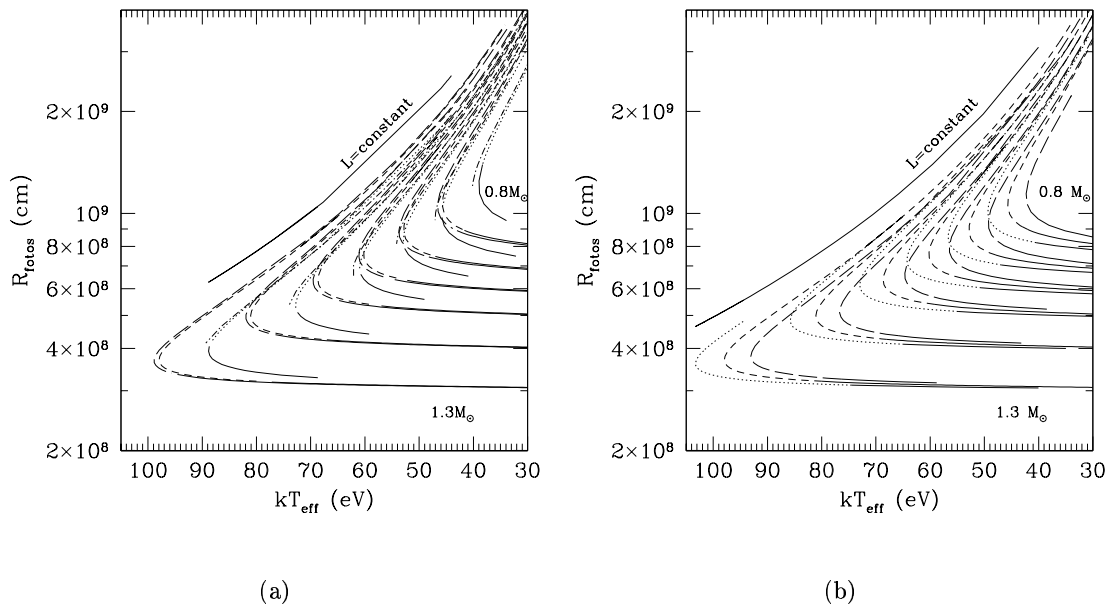 L=constant
L=constant
2×10⁹
2×10⁹
0.8M⊙
0.8 M⊙
10⁹
10⁹
8×10⁸
8×10⁸
6×10⁸
6×10⁸
4×10⁸
4×10⁸
1.3M⊙
1.3 M⊙
2×10⁸
2×10⁸
R_fotos (cm)
R_fotos (cm)
100 90 80 70 60 50 40 30
100 90 80 70 60 50 40 30
kT_eff (eV)
kT_eff (eV)
(a)
(b)